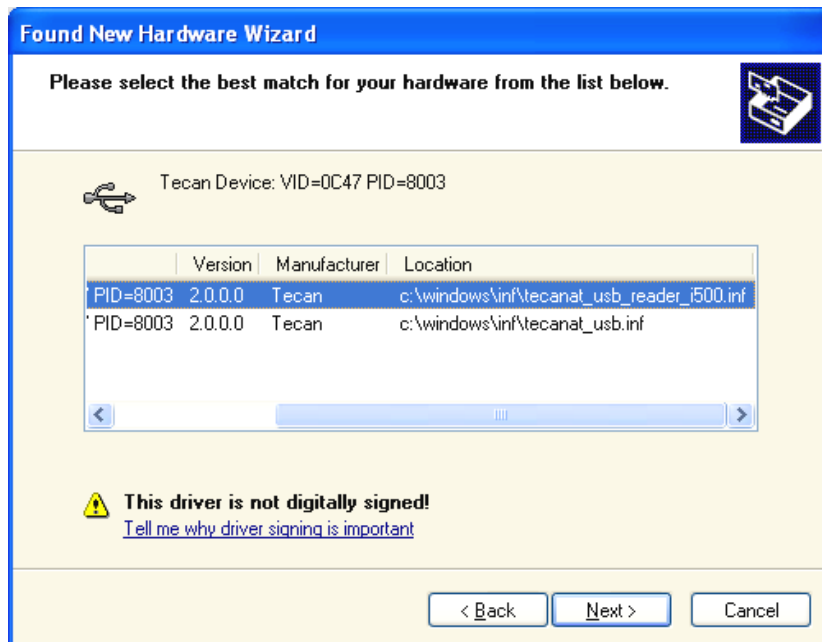 Found New Hardware Wizard
Please select the best match for your hardware from the list below.
Tecan Device: VID=0C47 PID=8003
Version Manufacturer Location
' PID=8003 2.0.0.0 Tecan c:\windows\inf\tecanat_usb_reader_i500.inf
' PID=8003 2.0.0.0 Tecan c:\windows\inf\tecanat_usb.inf
This driver is not digitally signed!
Tell me why driver signing is important
< Back Next > Cancel